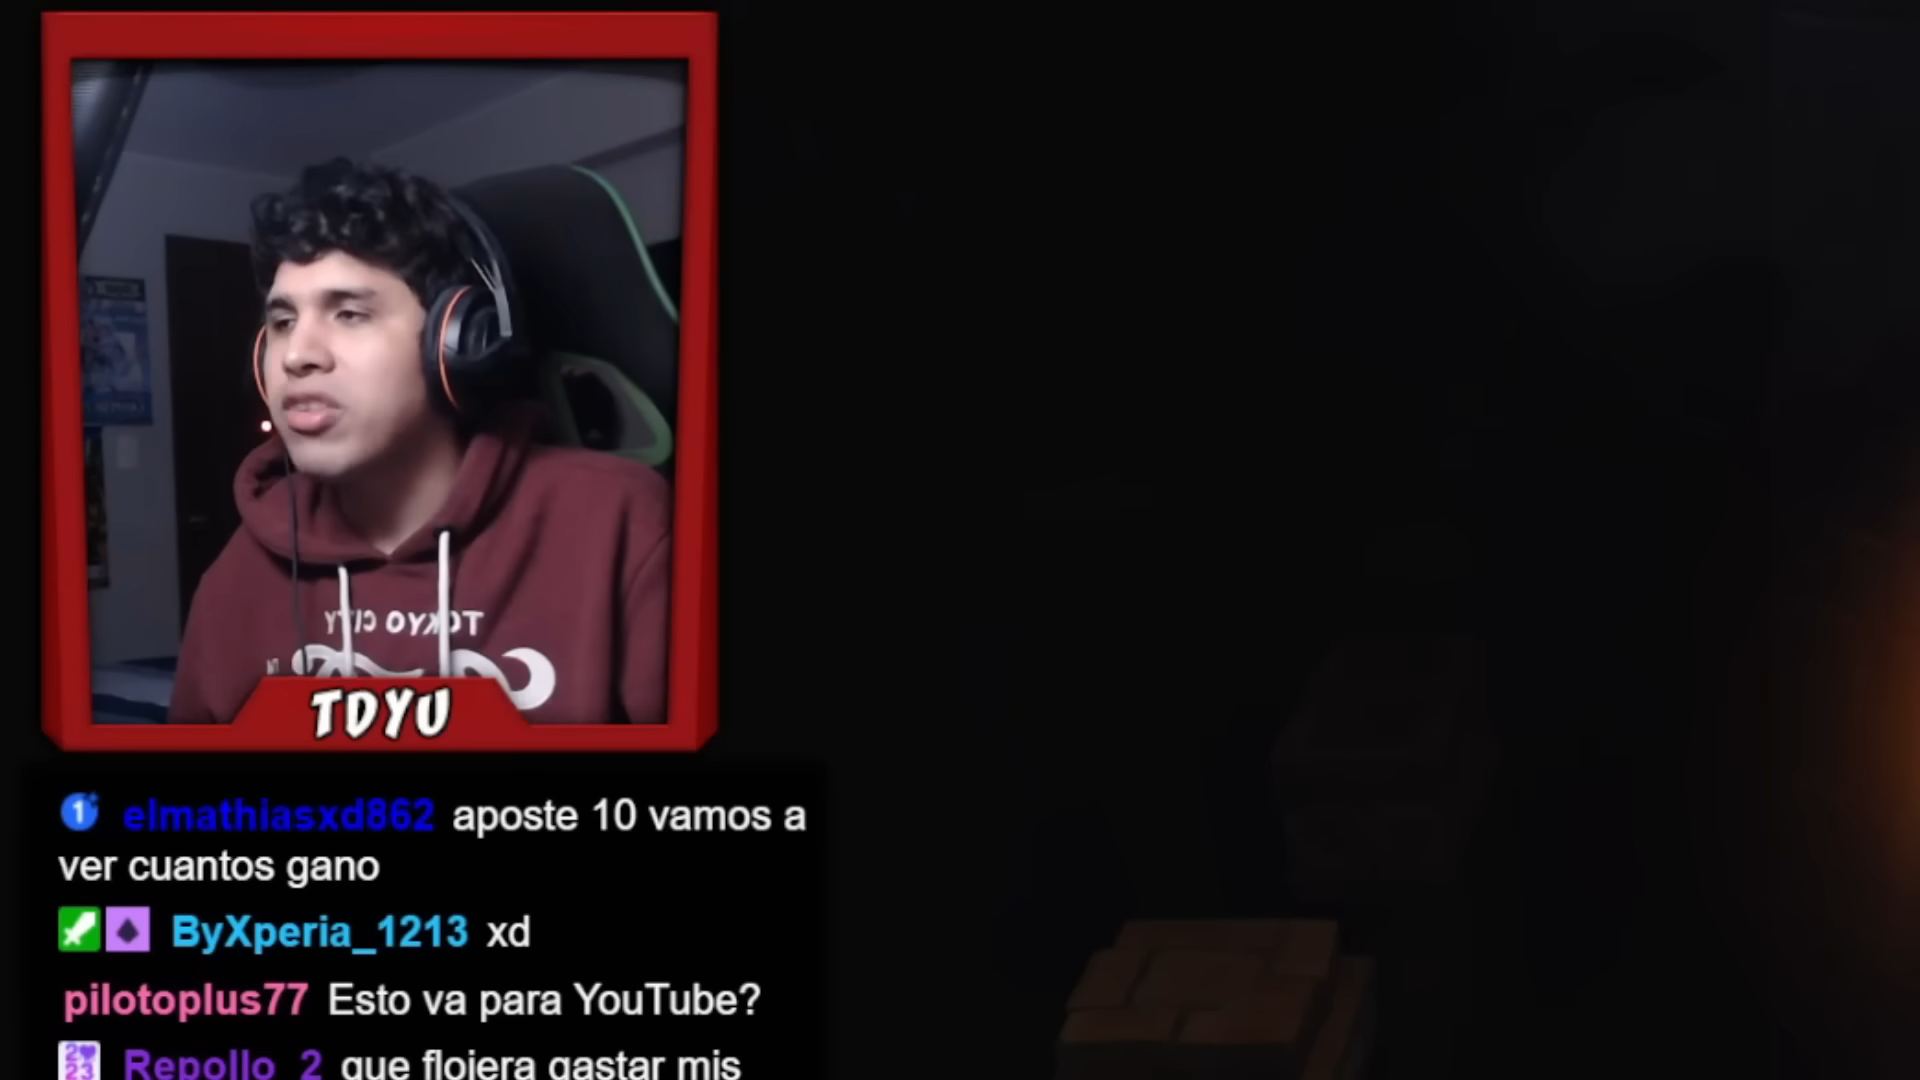 TOKYO CITY
TDYU
elmathiasxd862 aposte 10 vamos a
ver cuantos gano
ByXperia_1213 xd
pilotoplus77 Esto va para YouTube?
Repollo_2 que flojera gastar mis